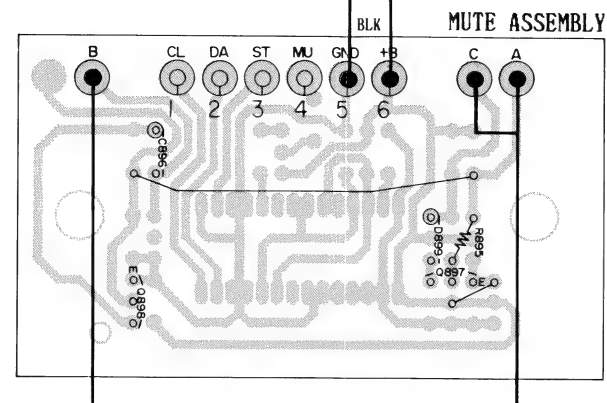 BLK
MUTE ASSEMBLY
B CL DA ST MU GND +B C A
1 2 3 4 5 6
C896
D899
R895
E Q898
Q897 E